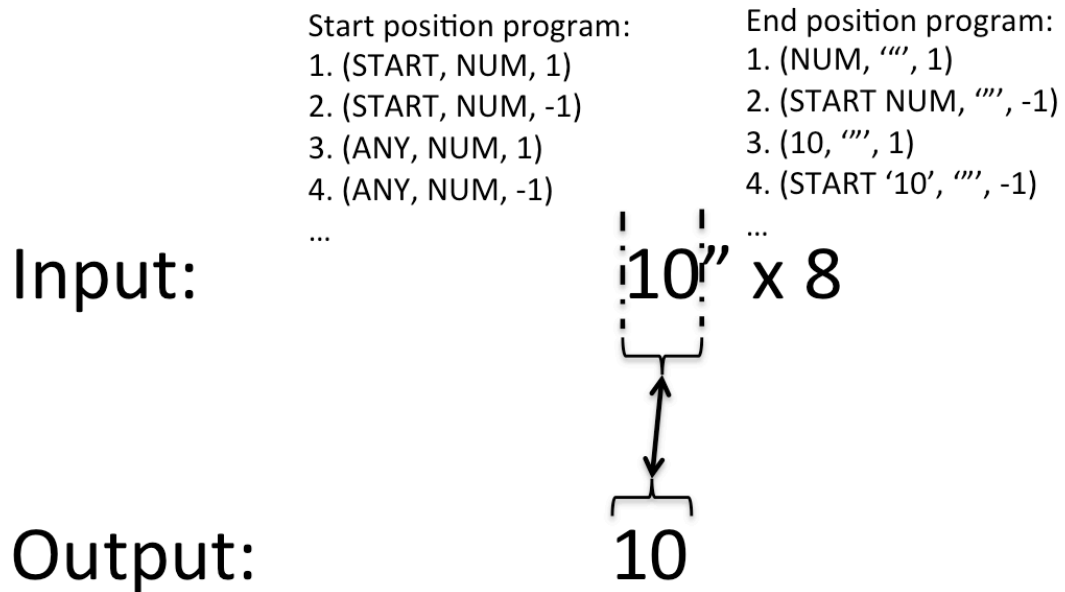 Start position program:
1. (START, NUM, 1)
2. (START, NUM, -1)
3. (ANY, NUM, 1)
4. (ANY, NUM, -1)
...
End position program:
1. (NUM, ‘“’, 1)
2. (START NUM, ‘”’, -1)
3. (10, ‘”’, 1)
4. (START ‘10’, ‘”’, -1)
...
Input: 10” x 8
Output: 10